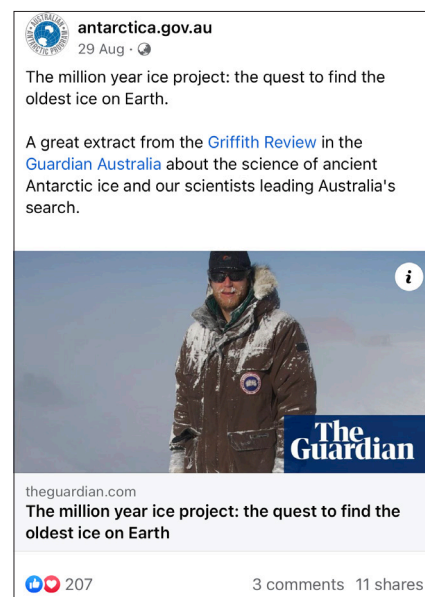 antarctica.gov.au
29 Aug ·
The million year ice project: the quest to find the
oldest ice on Earth.
A great extract from the Griffith Review in the
Guardian Australia about the science of ancient
Antarctic ice and our scientists leading Australia's
search.
i
The
Guardian
theguardian.com
The million year ice project: the quest to find the
oldest ice on Earth
207 3 comments 11 shares